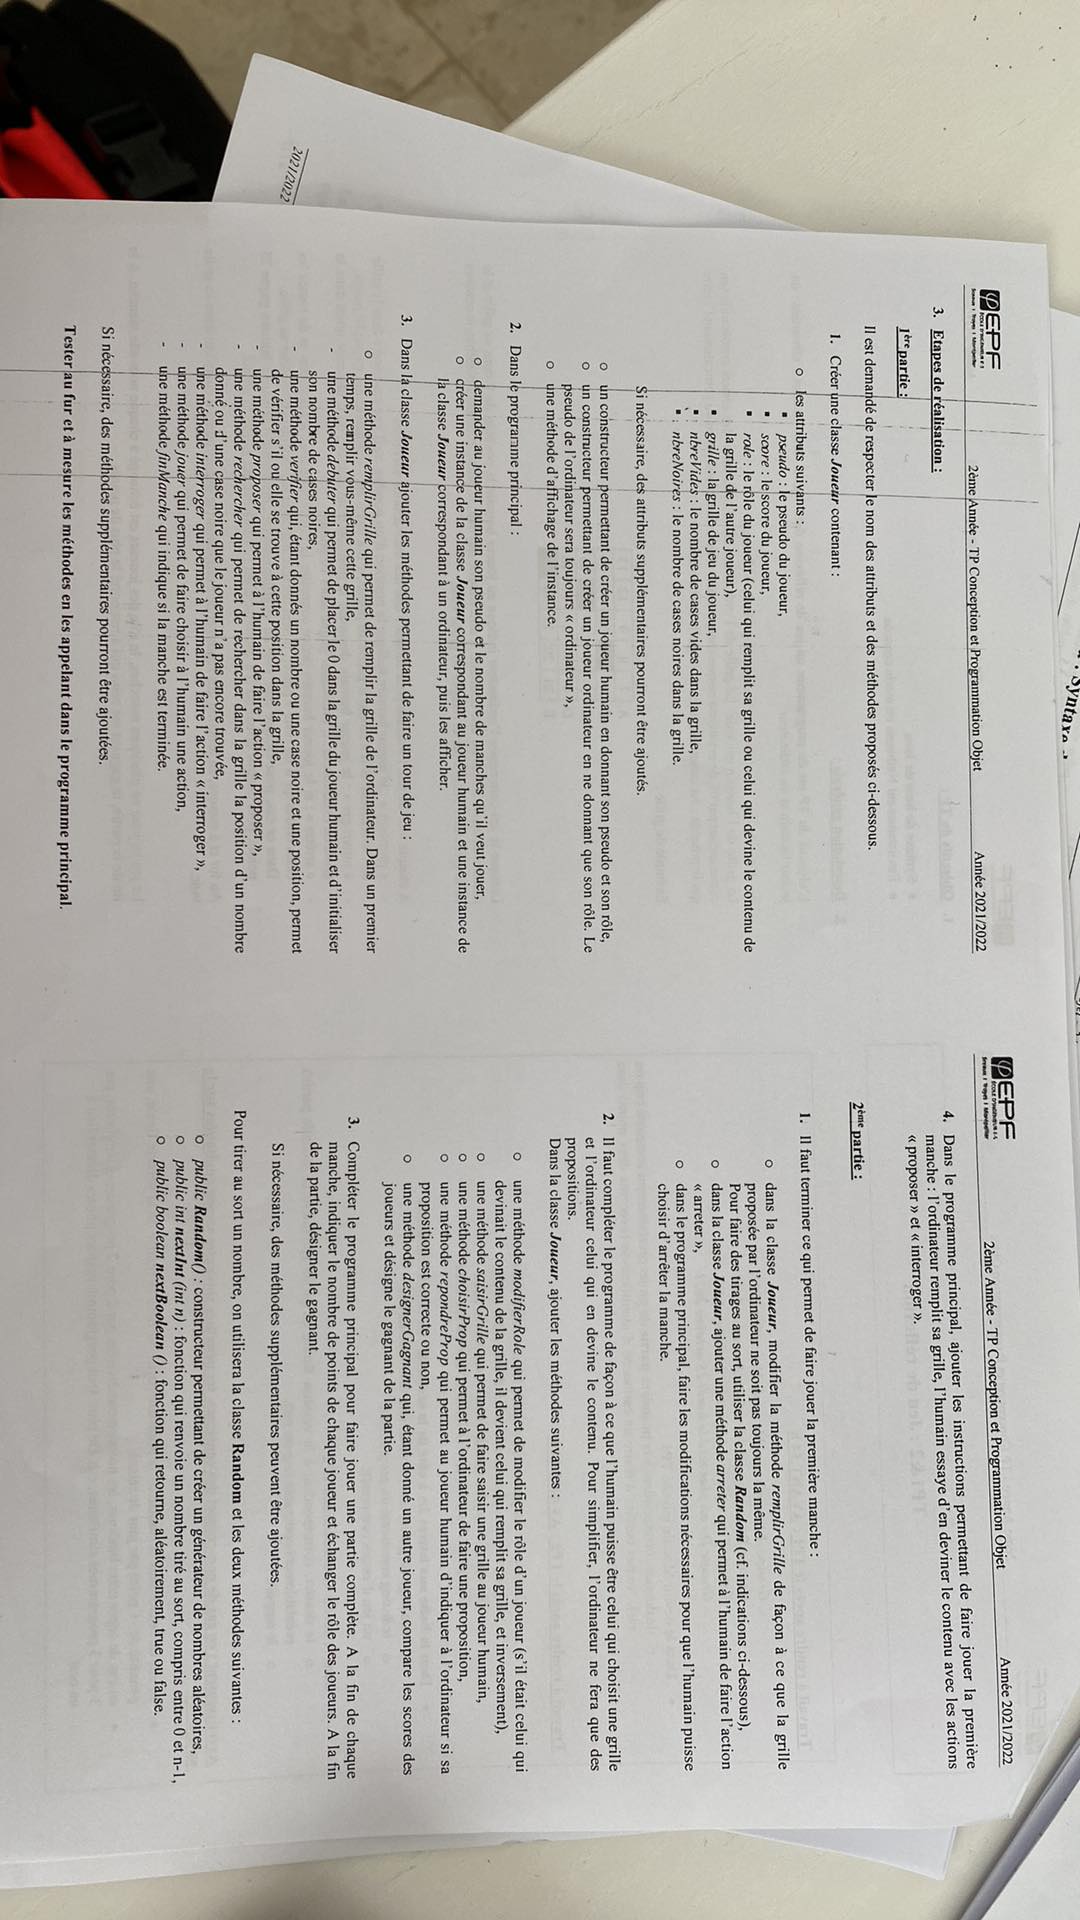 Syntaxe
EPF
ÉCOLE D'INGÉNIEUR·E·S
Sceaux | Troyes | Montpellier
2ème Année - TP Conception et Programmation Objet
Année 2021/2022
3. Etapes de réalisation :
1ère partie :
Il est demandé de respecter le nom des attributs et des méthodes proposés ci-dessous.
1. Créer une classe Joueur contenant :
o les attributs suivants :
▪ pseudo : le pseudo du joueur,
▪ score : le score du joueur,
▪ role : le rôle du joueur (celui qui remplit sa grille ou celui qui devine le contenu de
la grille de l'autre joueur),
▪ grille : la grille de jeu du joueur,
▪ nbreVides : le nombre de cases vides dans la grille,
▪ nbreNoires : le nombre de cases noires dans la grille.
Si nécessaire, des attributs supplémentaires pourront être ajoutés.
o un constructeur permettant de créer un joueur humain en donnant son pseudo et son rôle,
o un constructeur permettant de créer un joueur ordinateur en ne donnant que son rôle. Le
pseudo de l'ordinateur sera toujours « ordinateur »,
o une méthode d'affichage de l'instance.
2. Dans le programme principal :
o demander au joueur humain son pseudo et le nombre de manches qu'il veut jouer,
o créer une instance de la classe Joueur correspondant au joueur humain et une instance de
la classe Joueur correspondant à un ordinateur, puis les afficher.
3. Dans la classe Joueur ajouter les méthodes permettant de faire un tour de jeu :
o une méthode remplirGrille qui permet de remplir la grille de l'ordinateur. Dans un premier
temps, remplir vous-même cette grille,
- une méthode debuter qui permet de placer le 0 dans la grille du joueur humain et d'initialiser
son nombre de cases noires,
- une méthode verifier qui, étant donnés un nombre ou une case noire et une position, permet
de vérifier s'il ou elle se trouve à cette position dans la grille,
- une méthode proposer qui permet à l'humain de faire l'action « proposer »,
- une méthode rechercher qui permet de rechercher dans la grille la position d'un nombre
donné ou d'une case noire que le joueur n'a pas encore trouvée,
- une méthode interroger qui permet à l'humain de faire l'action « interroger »,
- une méthode jouer qui permet de faire choisir à l'humain une action,
- une méthode finManche qui indique si la manche est terminée.
Si nécessaire, des méthodes supplémentaires pourront être ajoutées.
Tester au fur et à mesure les méthodes en les appelant dans le programme principal.
2021/2022
EPF
ÉCOLE D'INGÉNIEUR·E·S
Sceaux | Troyes | Montpellier
2ème Année - TP Conception et Programmation Objet
Année 2021/2022
4. Dans le programme principal, ajouter les instructions permettant de faire jouer la première
manche : l'ordinateur remplit sa grille, l'humain essaye d'en deviner le contenu avec les actions
« proposer » et « interroger ».
2ème partie :
1. Il faut terminer ce qui permet de faire jouer la première manche :
o dans la classe Joueur, modifier la méthode remplirGrille de façon à ce que la grille
proposée par l'ordinateur ne soit pas toujours la même.
Pour faire des tirages au sort, utiliser la classe Random (cf. indications ci-dessous),
o dans la classe Joueur, ajouter une méthode arreter qui permet à l'humain de faire l'action
« arreter »,
o dans le programme principal, faire les modifications nécessaires pour que l'humain puisse
choisir d'arrêter la manche.
2. Il faut compléter le programme de façon à ce que l'humain puisse être celui qui choisit une grille
et l'ordinateur celui qui en devine le contenu. Pour simplifier, l'ordinateur ne fera que des
propositions.
Dans la classe Joueur, ajouter les méthodes suivantes :
o une méthode modifierRole qui permet de modifier le rôle d'un joueur (s'il était celui qui
devinait le contenu de la grille, il devient celui qui remplit sa grille, et inversement),
o une méthode saisirGrille qui permet de faire saisir une grille au joueur humain,
o une méthode choisirProp qui permet à l'ordinateur de faire une proposition,
o une méthode repondreProp qui permet au joueur humain d'indiquer à l'ordinateur si sa
proposition est correcte ou non,
o une méthode designerGagnant qui, étant donné un autre joueur, compare les scores des
joueurs et désigne le gagnant de la partie.
3. Compléter le programme principal pour faire jouer une partie complète. A la fin de chaque
manche, indiquer le nombre de points de chaque joueur et échanger le rôle des joueurs. A la fin
de la partie, désigner le gagnant.
Si nécessaire, des méthodes supplémentaires peuvent être ajoutées.
Pour tirer au sort un nombre, on utilisera la classe Random et les deux méthodes suivantes :
o public Random() : constructeur permettant de créer un générateur de nombres aléatoires,
o public int nextInt (int n) : fonction qui renvoie un nombre tiré au sort, compris entre 0 et n-1,
o public boolean nextBoolean () : fonction qui retourne, aléatoirement, true ou false.